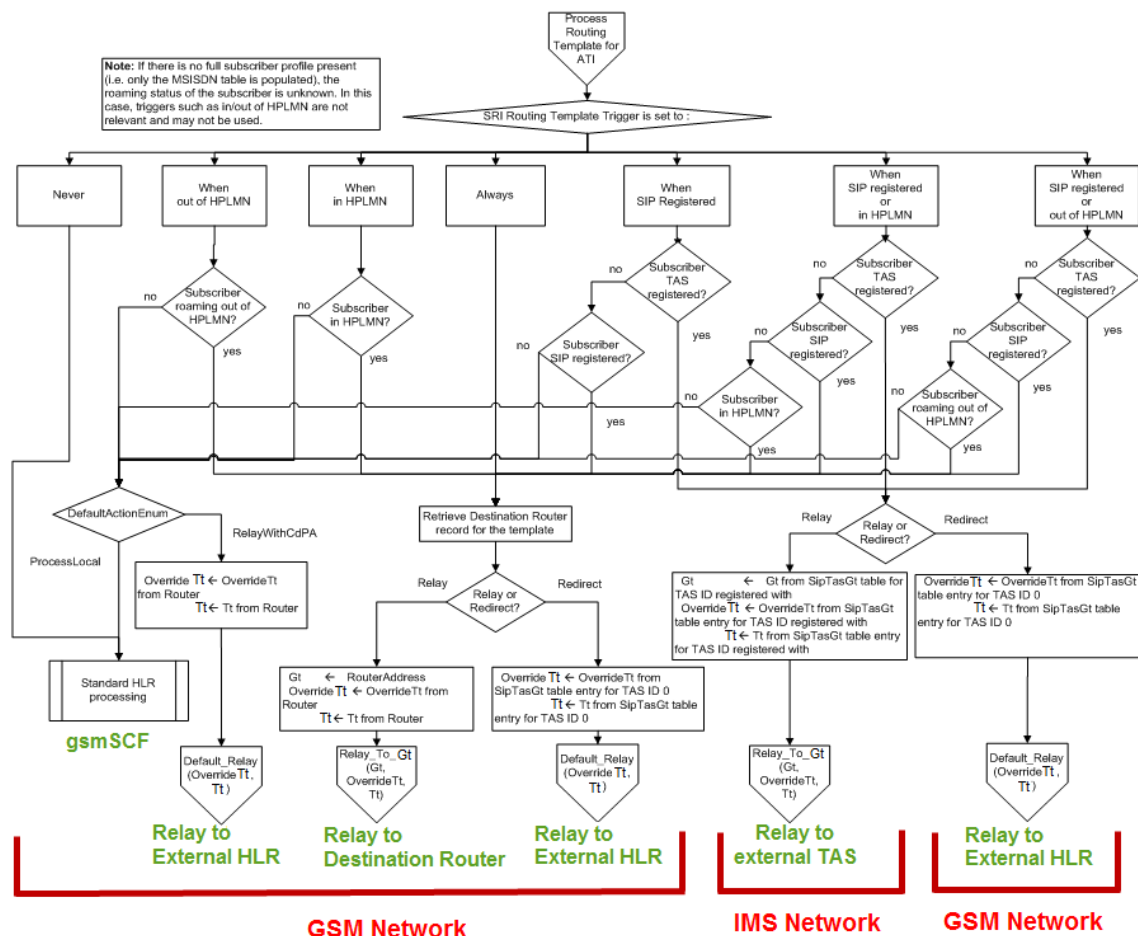 Process
Routing
Template for
ATI
Note: If there is no full subscriber profile present
(i.e. only the MSISDN table is populated), the
roaming status of the subscriber is unknown. In this
case, triggers such as in/out of HPLMN are not
relevant and may not be used.
SRI Routing Template Trigger is set to :
Never
When
out of HPLMN
When
in HPLMN
Always
When
SIP Registered
When
SIP registered
or
in HPLMN
When
SIP registered
or
out of HPLMN
no
Subscriber
roaming out of
HPLMN?
yes
no
Subscriber
in HPLMN?
yes
Subscriber
TAS
registered?
no
yes
no
Subscriber
SIP registered?
yes
no
Subscriber
TAS
registered?
yes
no
Subscriber
SIP
registered?
yes
no
Subscriber
in HPLMN?
yes
no
Subscriber
TAS
registered?
yes
no
Subscriber
SIP
registered?
yes
no
Subscriber
roaming out of
HPLMN?
yes
DefaultActionEnum
ProcessLocal
RelayWithCdPA
Override Tt ← OverrideTt
from Router
Tt ← Tt from Router
Standard HLR
processing
gsmSCF
Default_Relay
(OverrideTt,
Tt)
Relay to
External HLR
Retrieve Destination Router
record for the template
Relay
Relay or
Redirect?
Redirect
Gt ← RouterAddress
OverrideTt ← OverrideTt from
Router
Tt ← Tt from Router
Relay_To_Gt
(Gt,
OverrideTt,
Tt)
Relay to
Destination Router
OverrideTt ← OverrideTt from
SipTasGt table entry for TAS ID 0
Tt ← Tt from SipTasGt table
entry for TAS ID 0
Default_Relay
(OverrideTt,
Tt)
Relay to
External HLR
Relay
Relay or
Redirect?
Redirect
Gt ← Gt from SipTasGt table for
TAS ID registered with
OverrideTt ← OverrideTt from SipTasGt
table entry for TAS ID registered with
Tt ← Tt from SipTasGt table entry
for TAS ID registered with
Relay_To_Gt
(Gt,
OverrideTt,
Tt)
Relay to
external TAS
OverrideTt ← OverrideTt from SipTasGt
table entry for TAS ID 0
Tt ← Tt from SipTasGt table
entry for TAS ID 0
Default_Relay
(OverrideTt,
Tt)
Relay to
External HLR
GSM Network
IMS Network
GSM Network